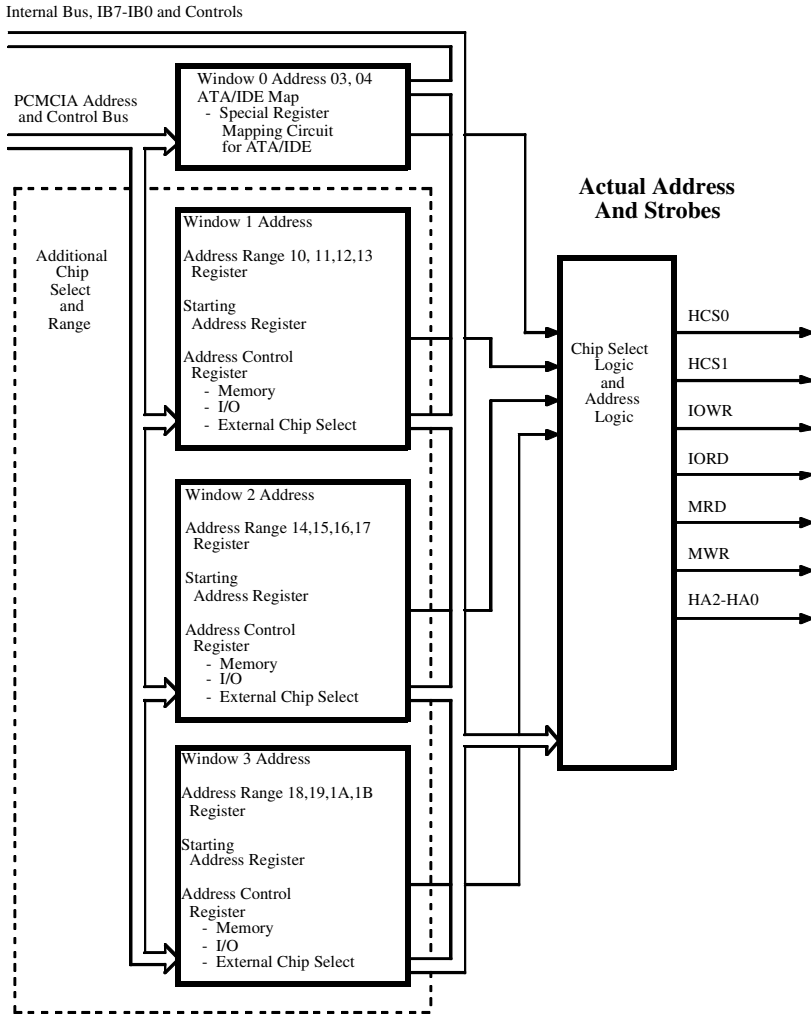 Internal Bus, IB7-IB0 and Controls
PCMCIA Address
and Control Bus
Window 0 Address 03, 04
ATA/IDE Map
- Special Register
Mapping Circuit
for ATA/IDE
Additional
Chip
Select
and
Range
Window 1 Address
Address Range 10, 11,12,13
Register
Starting
Address Register
Address Control
Register
- Memory
- I/O
- External Chip Select
Window 2 Address
Address Range 14,15,16,17
Register
Starting
Address Register
Address Control
Register
- Memory
- I/O
- External Chip Select
Window 3 Address
Address Range 18,19,1A,1B
Register
Starting
Address Register
Address Control
Register
- Memory
- I/O
- External Chip Select
Actual Address
And Strobes
Chip Select
Logic
and
Address
Logic
HCS0
HCS1
IOWR
IORD
MRD
MWR
HA2-HA0